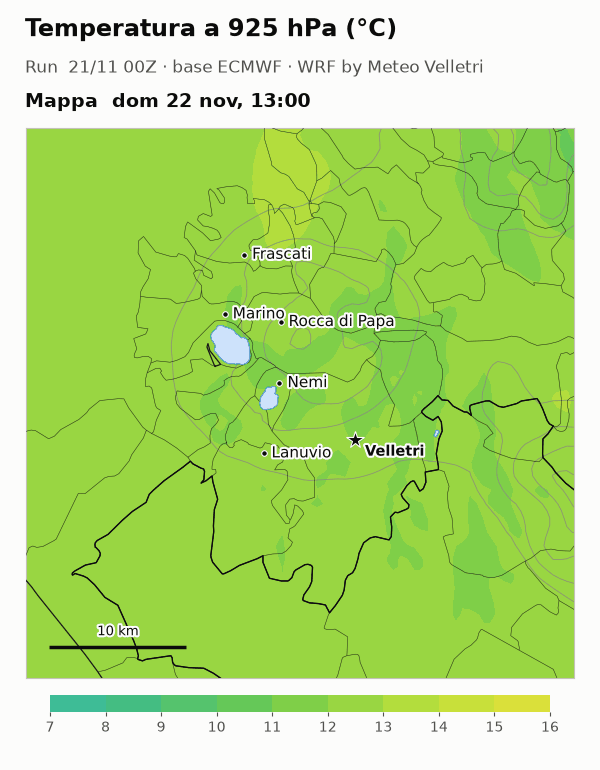 Temperatura a 925 hPa (°C)
Run  21/11 00Z · base ECMWF · WRF by Meteo Velletri
Mappa  dom 22 nov, 13:00
Frascati
Marino
Rocca di Papa
Nemi
Velletri
Lanuvio
10 km
7 8 9 10 11 12 13 14 15 16